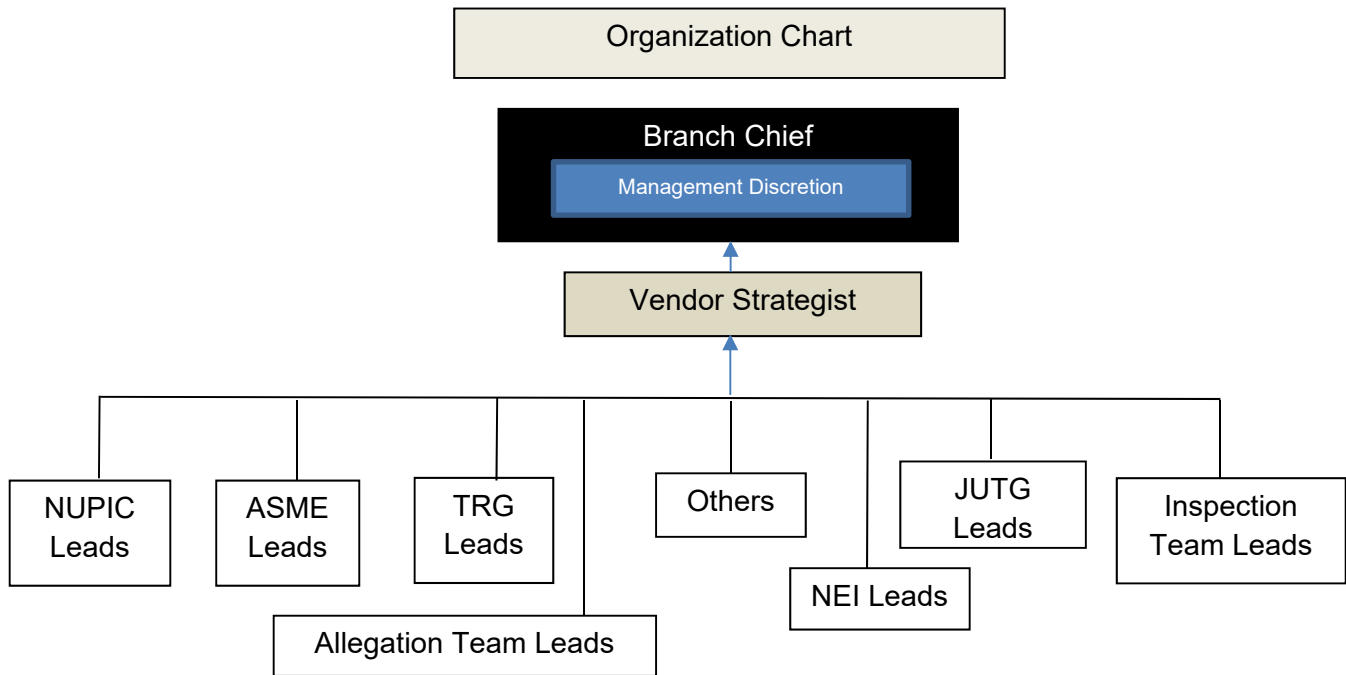 Organization Chart
Branch Chief
Management Discretion
Vendor Strategist
NUPIC
Leads
ASME
Leads
TRG
Leads
Others
JUTG
Leads
Inspection
Team Leads
NEI Leads
Allegation Team Leads